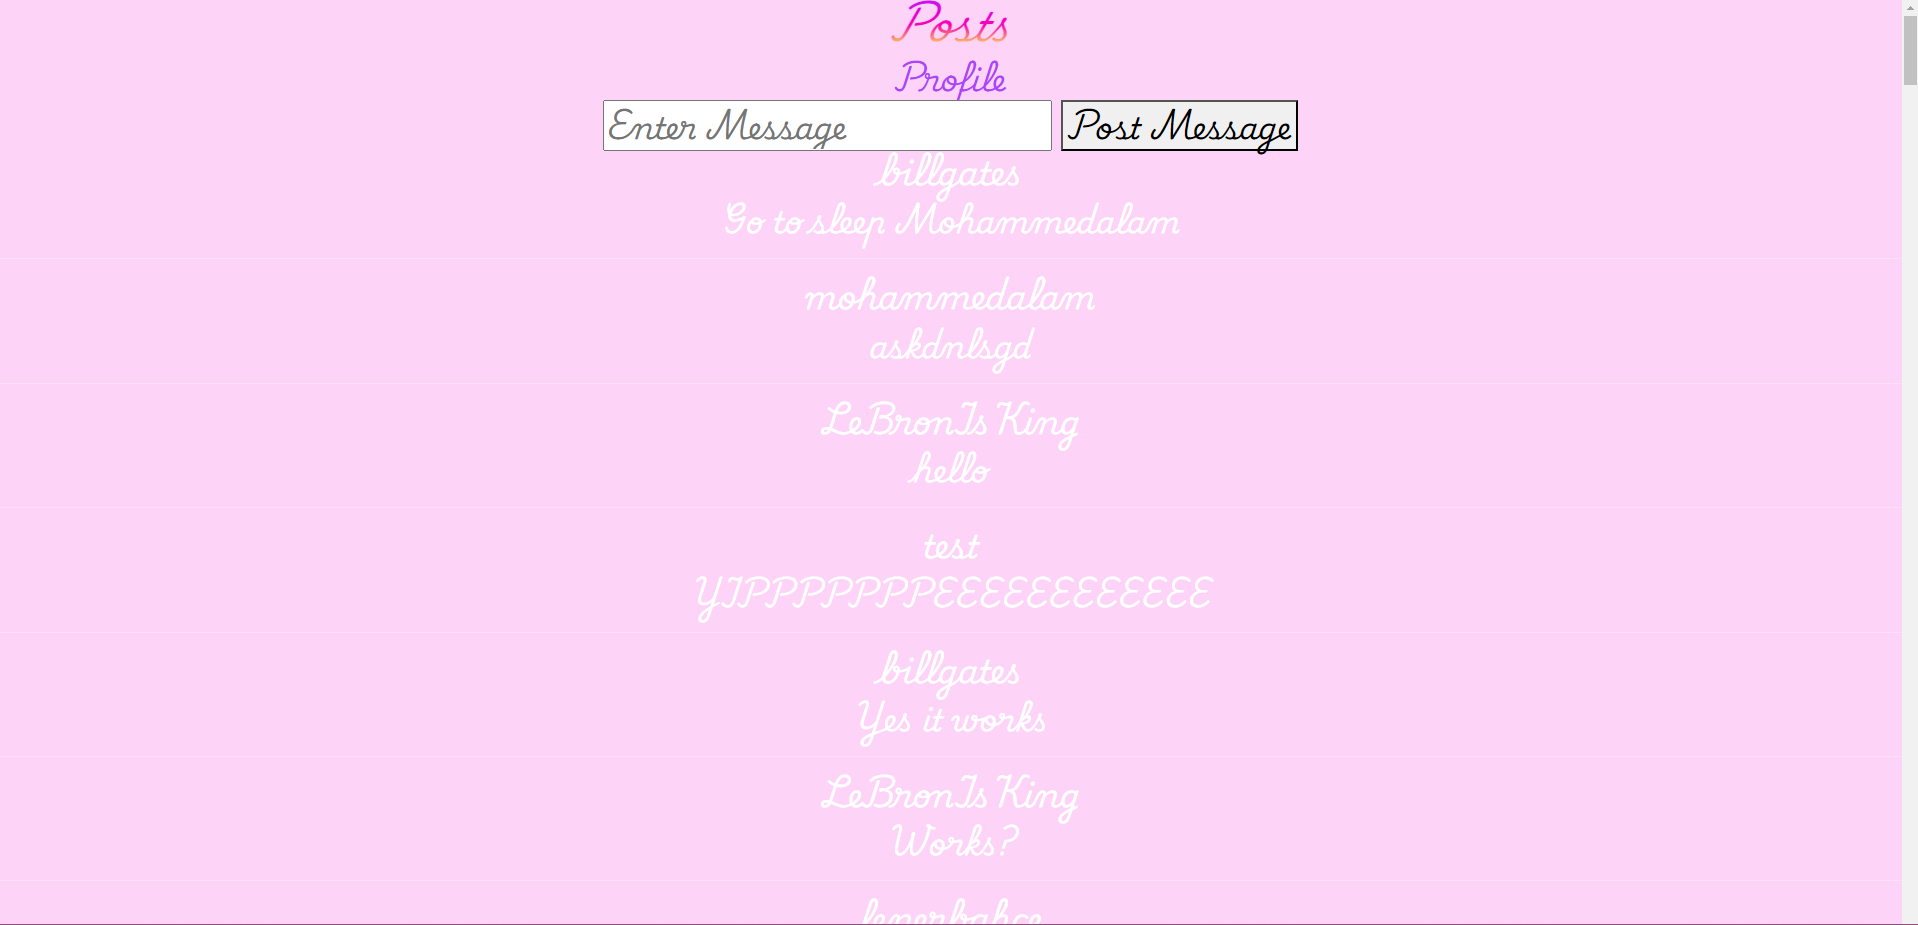 Posts
Profile
Enter Message Post Message
billgates
Go to sleep Mohammedalam
mohammedalam
askdnlsgd
LeBronIs King
hello
test
YIPPPPPPPEEEEEEEEEEEE
billgates
Yes it works
LeBronIs King
Works?
fenerbahce